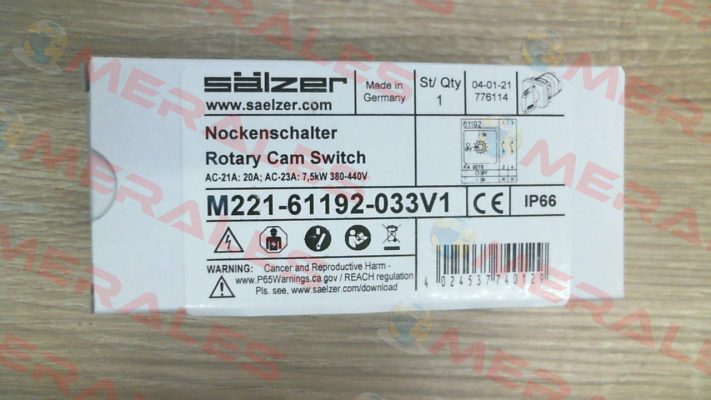 sälzer
www.saelzer.com
Made in
Germany
St/ Qty
1
04-01-21
776114
Nockenschalter
Rotary Cam Switch
AC-21A: 20A; AC-23A: 7,5kW 380-440V
61192
M221-61192-033V1
CE
IP66
WARNING: Cancer and Reproductive Harm -
www.P65Warnings.ca.gov / REACH regulation
Pls. see, www.saelzer.com/download
4 024537 740129
MERALES